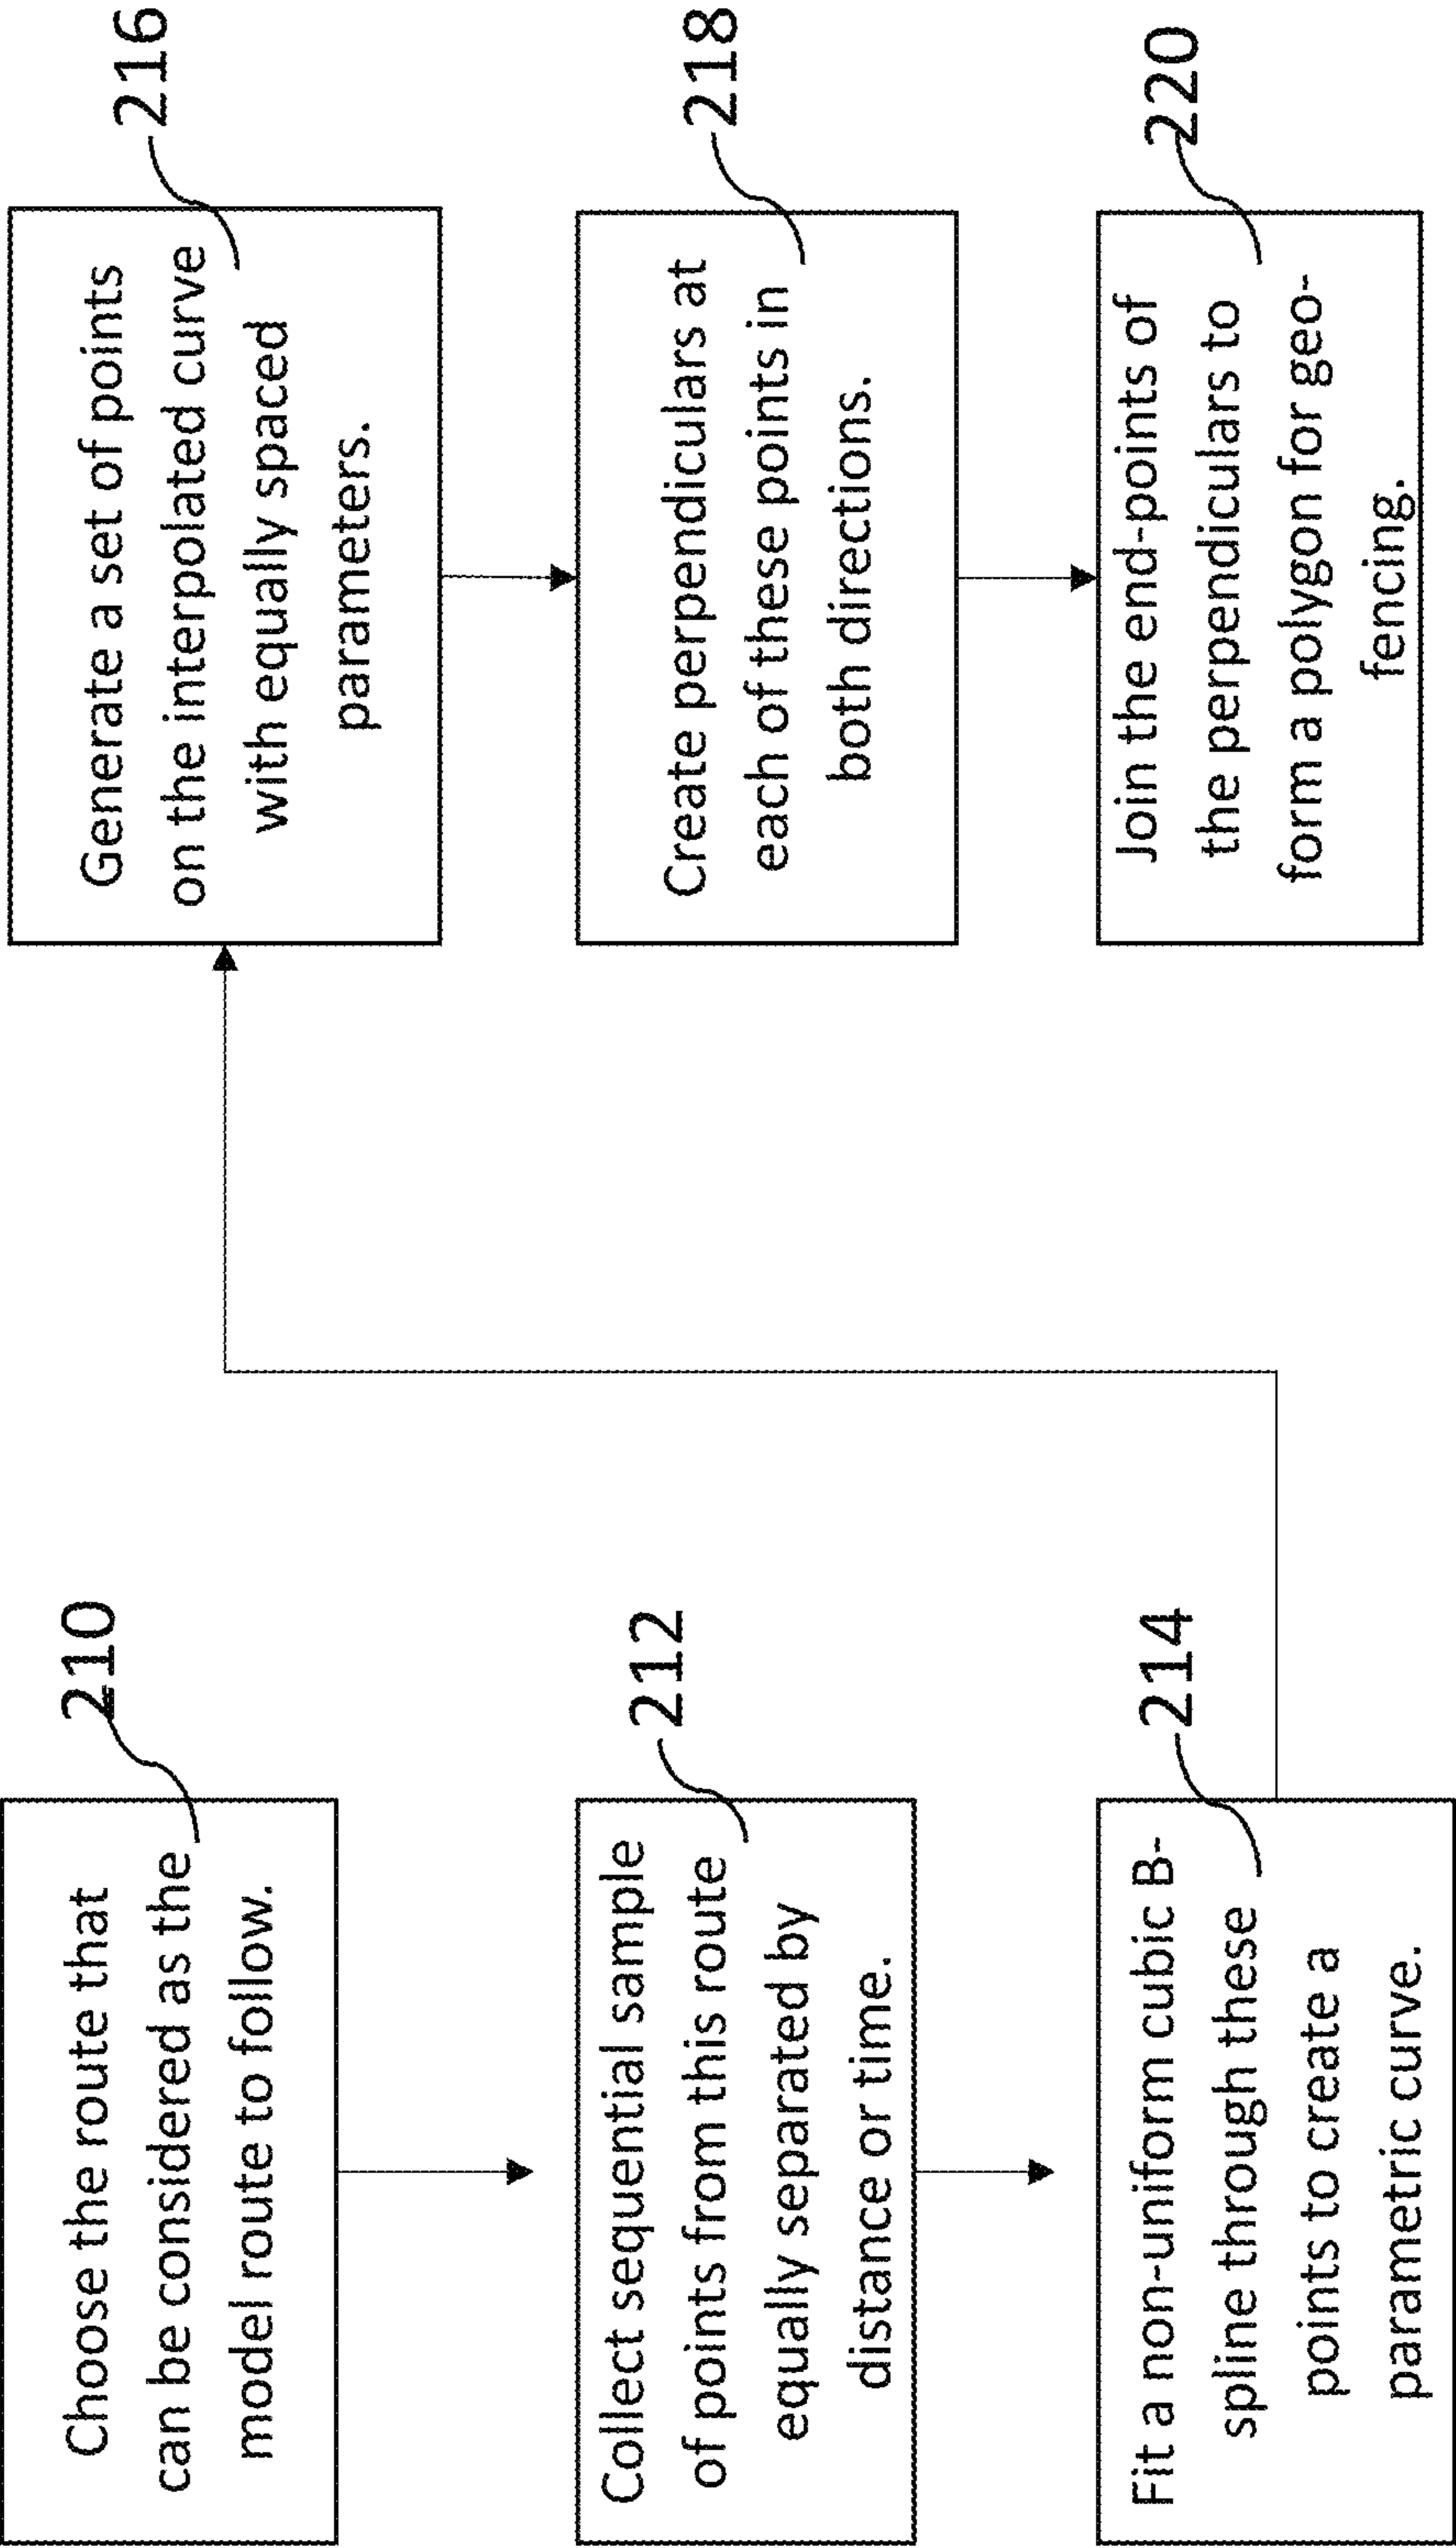 210
Choose the route that
can be considered as the
model route to follow.
212
Collect sequential sample
of points from this route
equally separated by
distance or time.
214
Fit a non-uniform cubic B-
spline through these
points to create a
parametric curve.
216
Generate a set of points
on the interpolated curve
with equally spaced
parameters.
218
Create perpendiculars at
each of these points in
both directions.
220
Join the end-points of
the perpendiculars to
form a polygon for geo-
fencing.